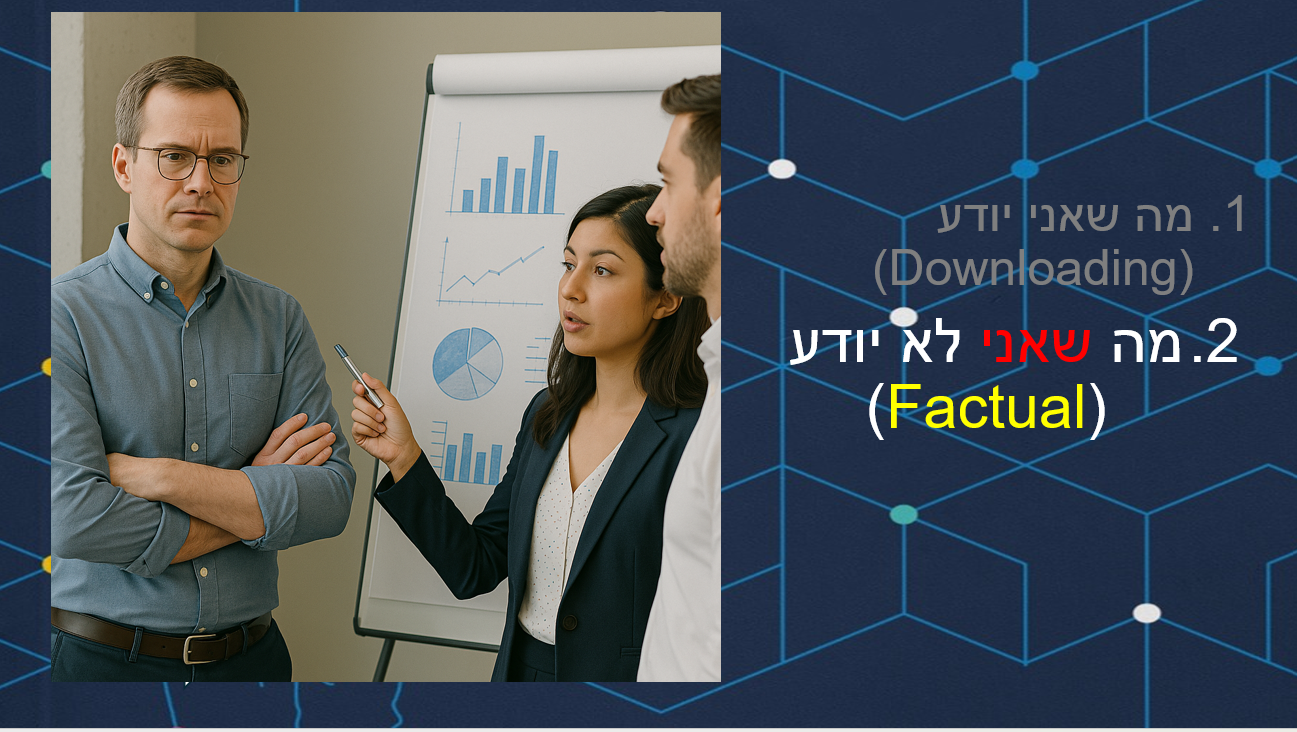 1. מה שאני יודע
(Downloading)
2. מה שאני לא יודע
(Factual)